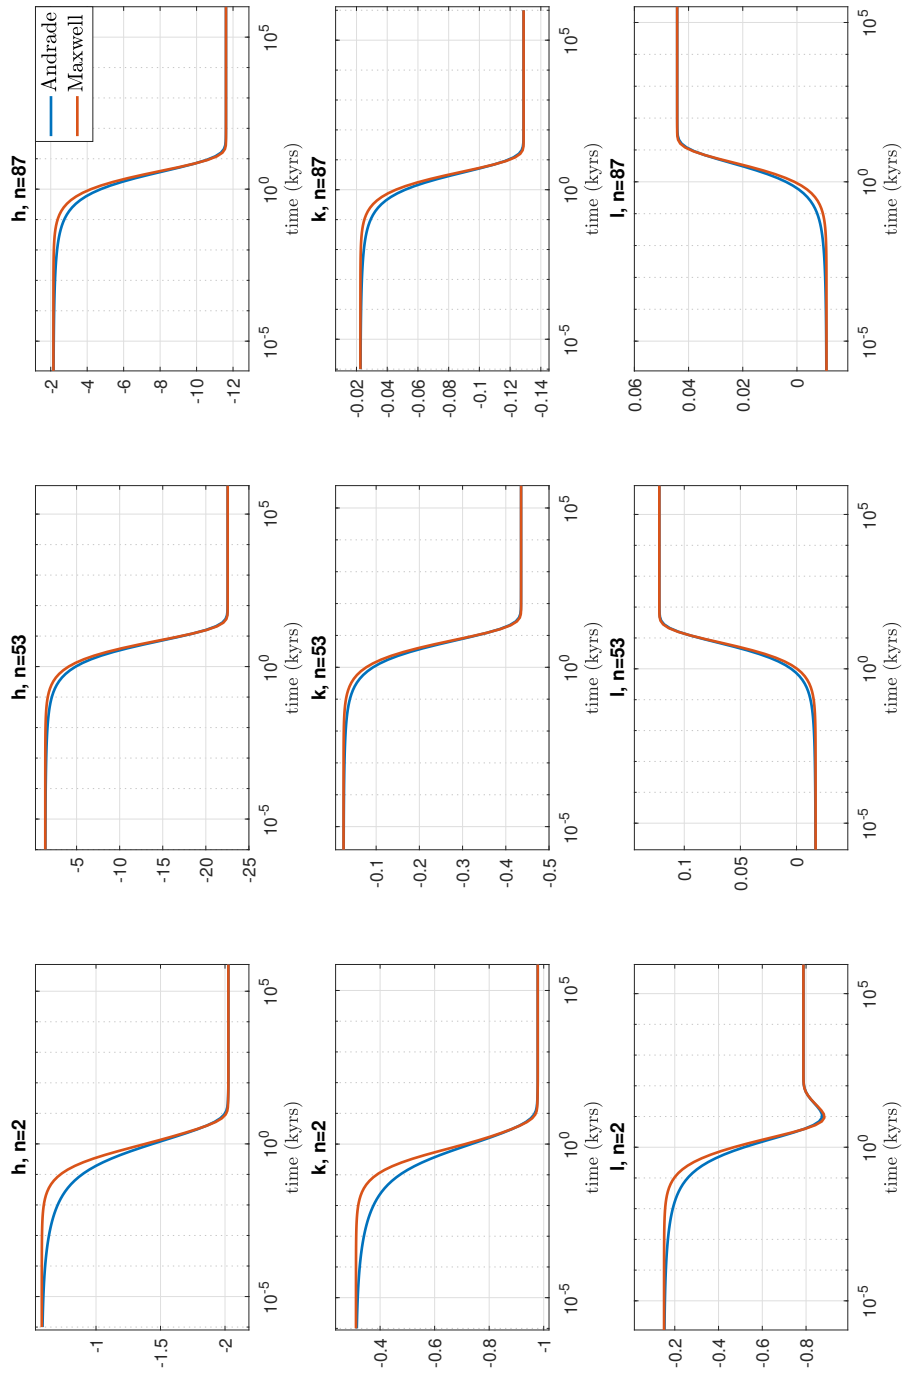 h, n=2
-1
-1.5
-2
10^-5 10^0 10^5
time (kyrs)
h, n=53
-5
-10
-15
-20
-25
10^-5 10^0 10^5
time (kyrs)
h, n=87
Andrade
Maxwell
-2
-4
-6
-8
-10
-12
10^-5 10^0 10^5
time (kyrs)
k, n=2
-0.4
-0.6
-0.8
-1
10^-5 10^0 10^5
time (kyrs)
k, n=53
-0.1
-0.2
-0.3
-0.4
-0.5
10^-5 10^0 10^5
time (kyrs)
k, n=87
-0.02
-0.04
-0.06
-0.08
-0.1
-0.12
-0.14
10^-5 10^0 10^5
time (kyrs)
l, n=2
-0.2
-0.4
-0.6
-0.8
10^-5 10^0 10^5
time (kyrs)
l, n=53
0.1
0.05
0
10^-5 10^0 10^5
time (kyrs)
l, n=87
0.06
0.04
0.02
0
10^-5 10^0 10^5
time (kyrs)